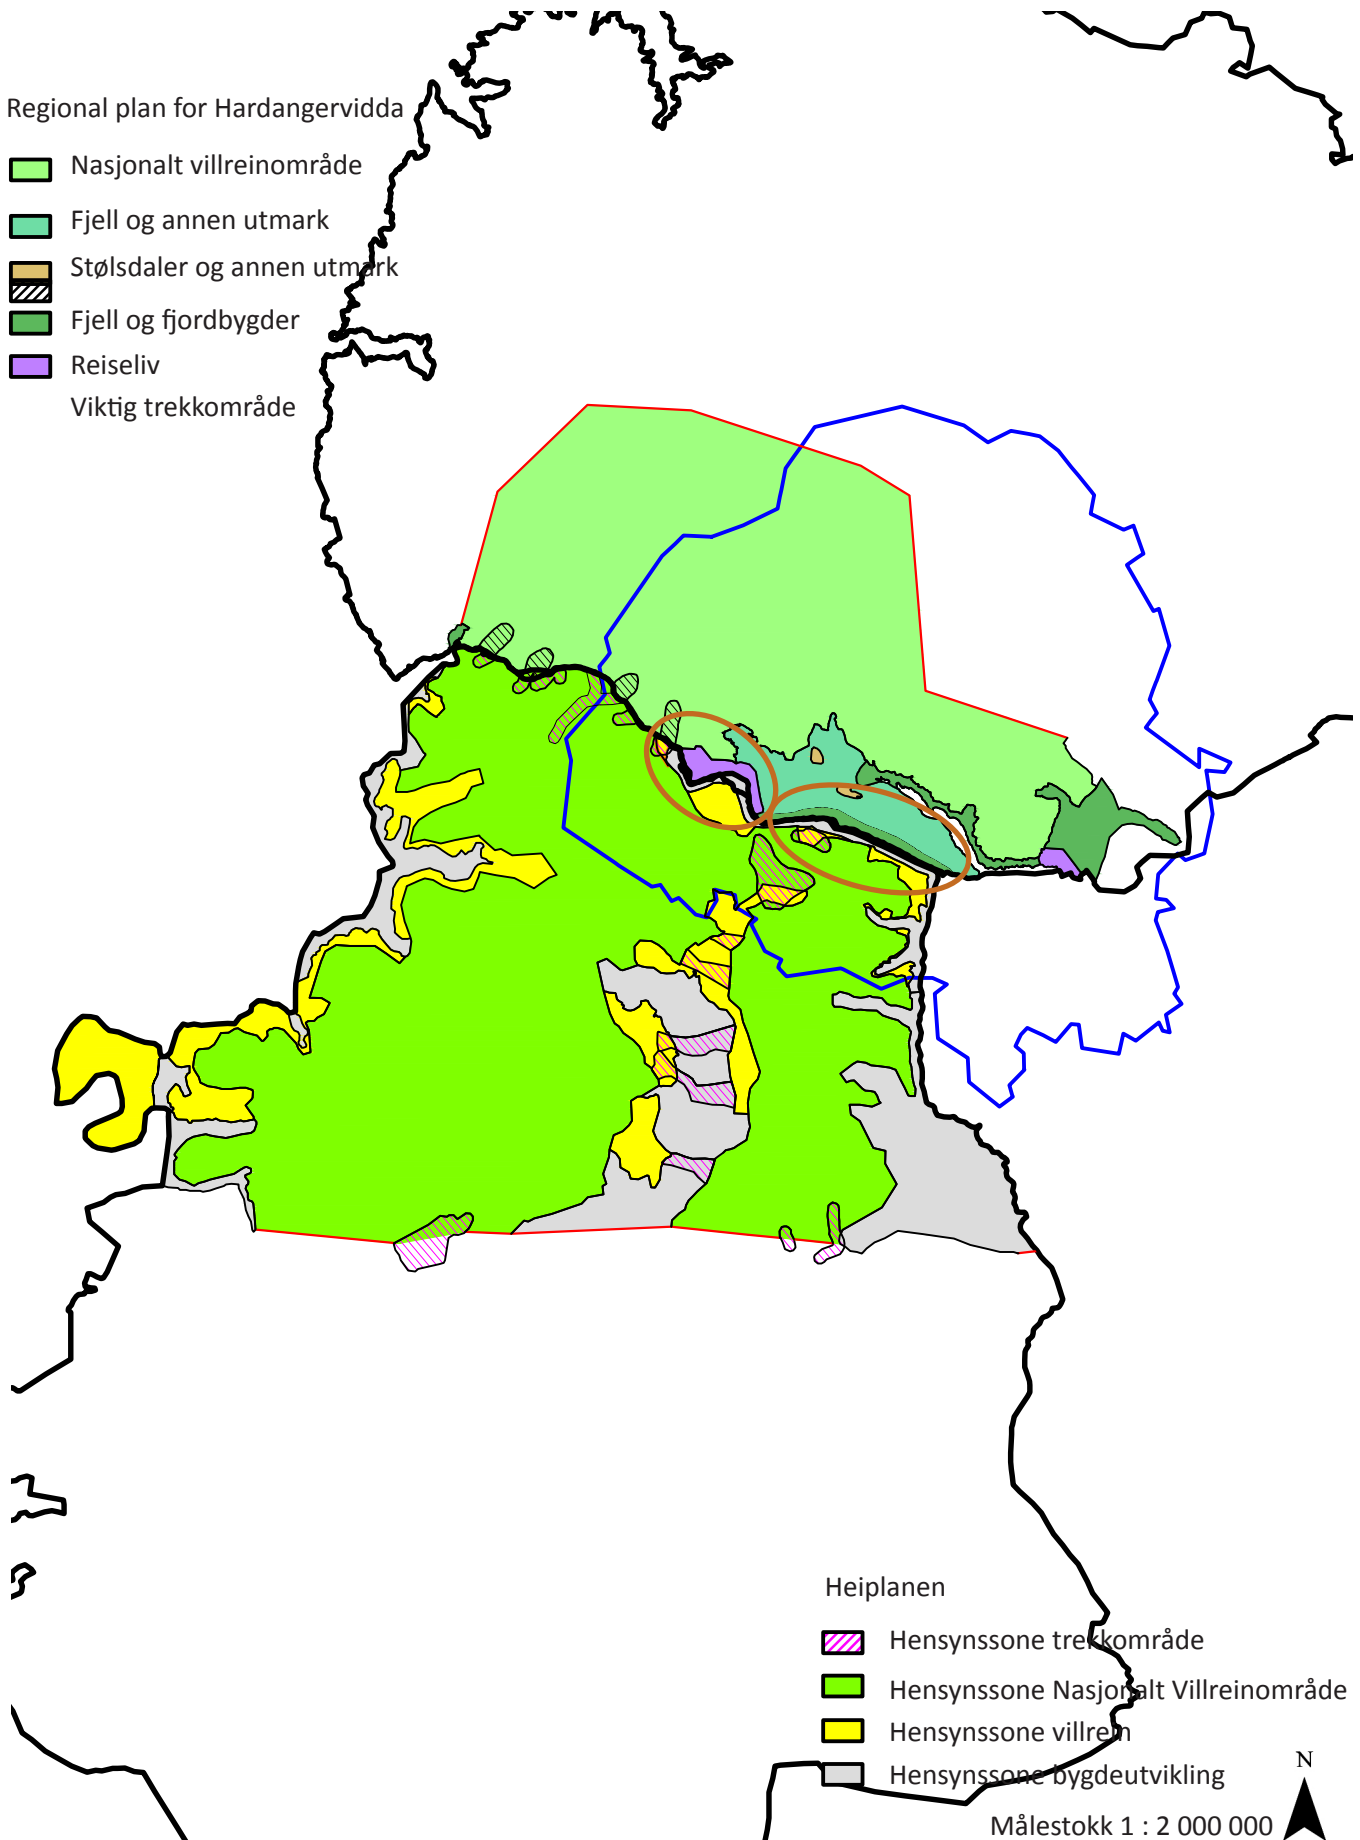 Regional plan for Hardangervidda
Nasjonalt villreinområde
Fjell og annen utmark
Stølsdaler og annen utmark
Fjell og fjordbygder
Reiseliv
Viktig trekkområde
Heiplanen
Hensynssone trekkområde
Hensynssone Nasjonalt Villreinområde
Hensynssone villrein
Hensynssone bygdeutvikling
N
Målestokk 1 : 2 000 000